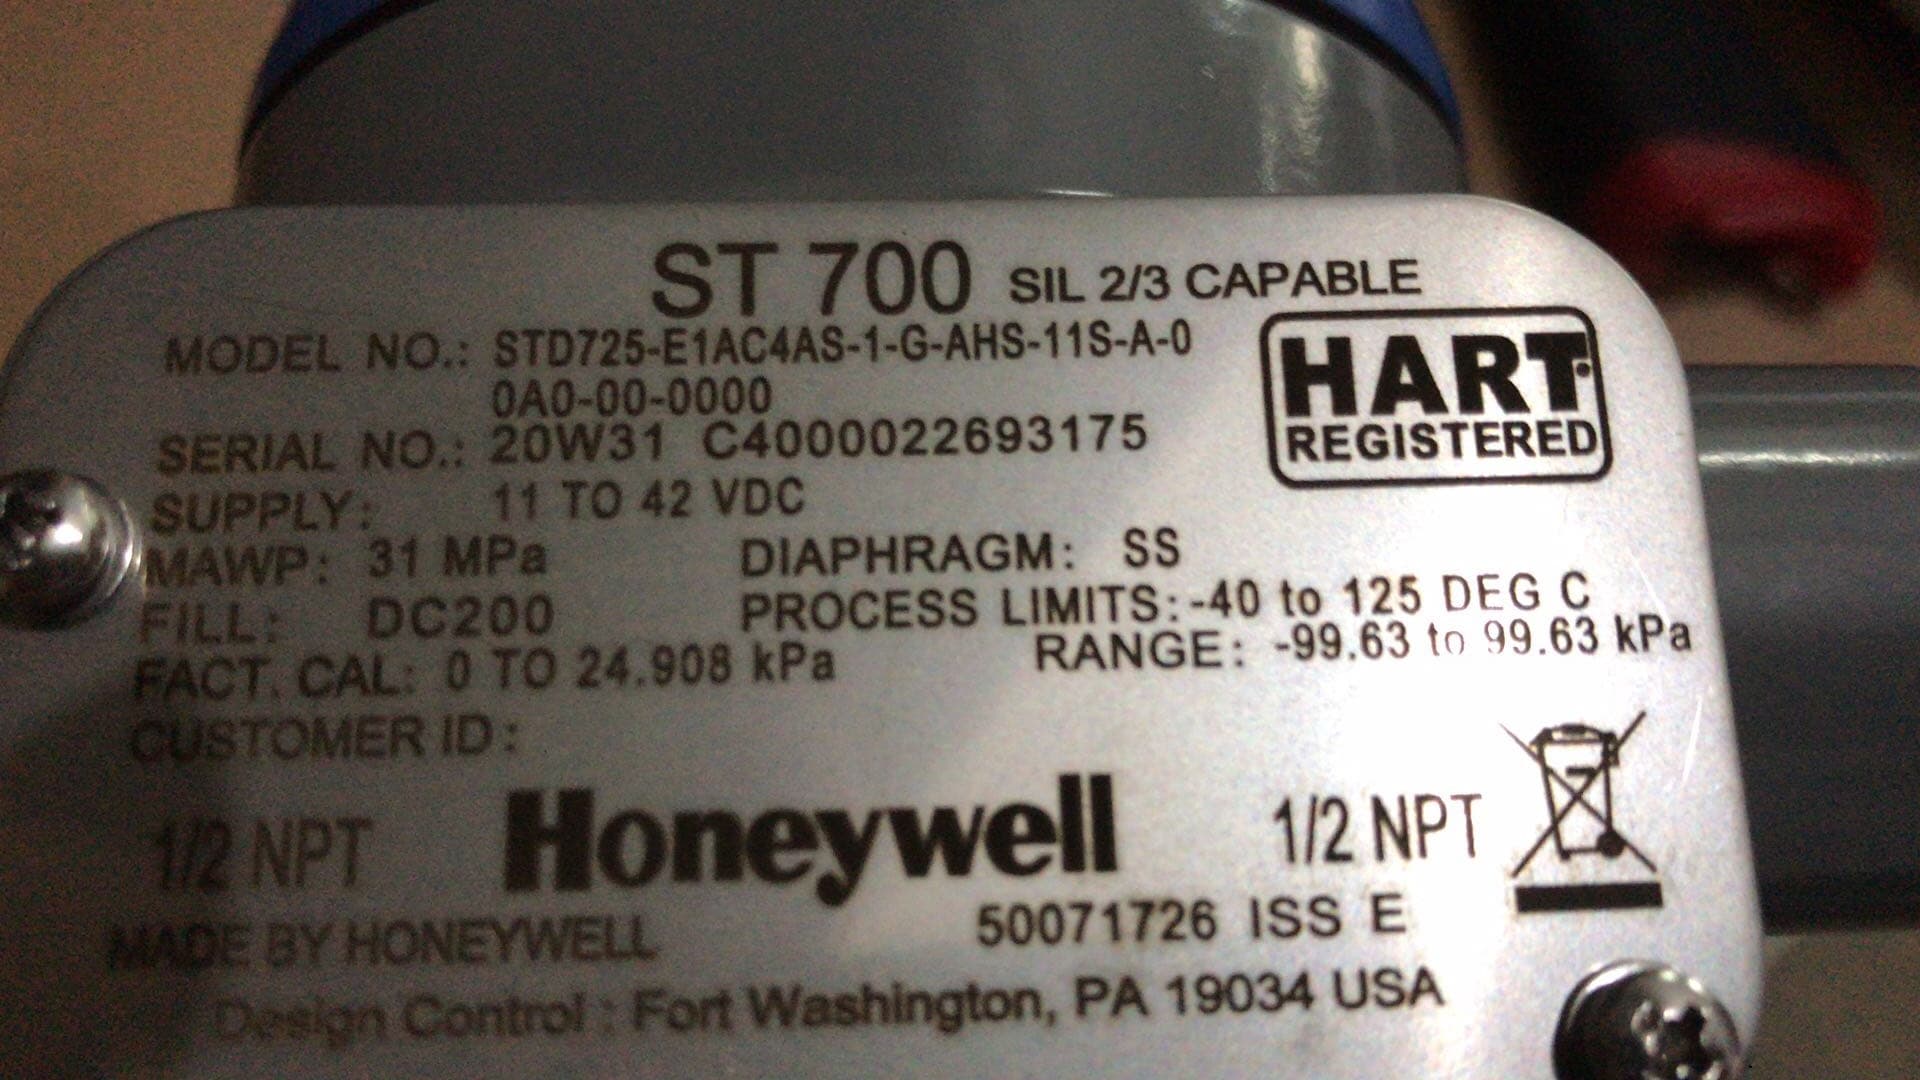 ST 700 SIL 2/3 CAPABLE
MODEL NO.: STD725-E1AC4AS-1-G-AHS-11S-A-0
0A0-00-0000
HART
REGISTERED
SERIAL NO.: 20W31 C4000022693175
SUPPLY: 11 TO 42 VDC
MAWP: 31 MPa DIAPHRAGM: SS
FILL: DC200 PROCESS LIMITS: -40 to 125 DEG C
FACT. CAL: 0 TO 24.908 kPa RANGE: -99.63 to 99.63 kPa
CUSTOMER ID:
1/2 NPT Honeywell 1/2 NPT
MADE BY HONEYWELL 50071726 ISS E
Design Control : Fort Washington, PA 19034 USA